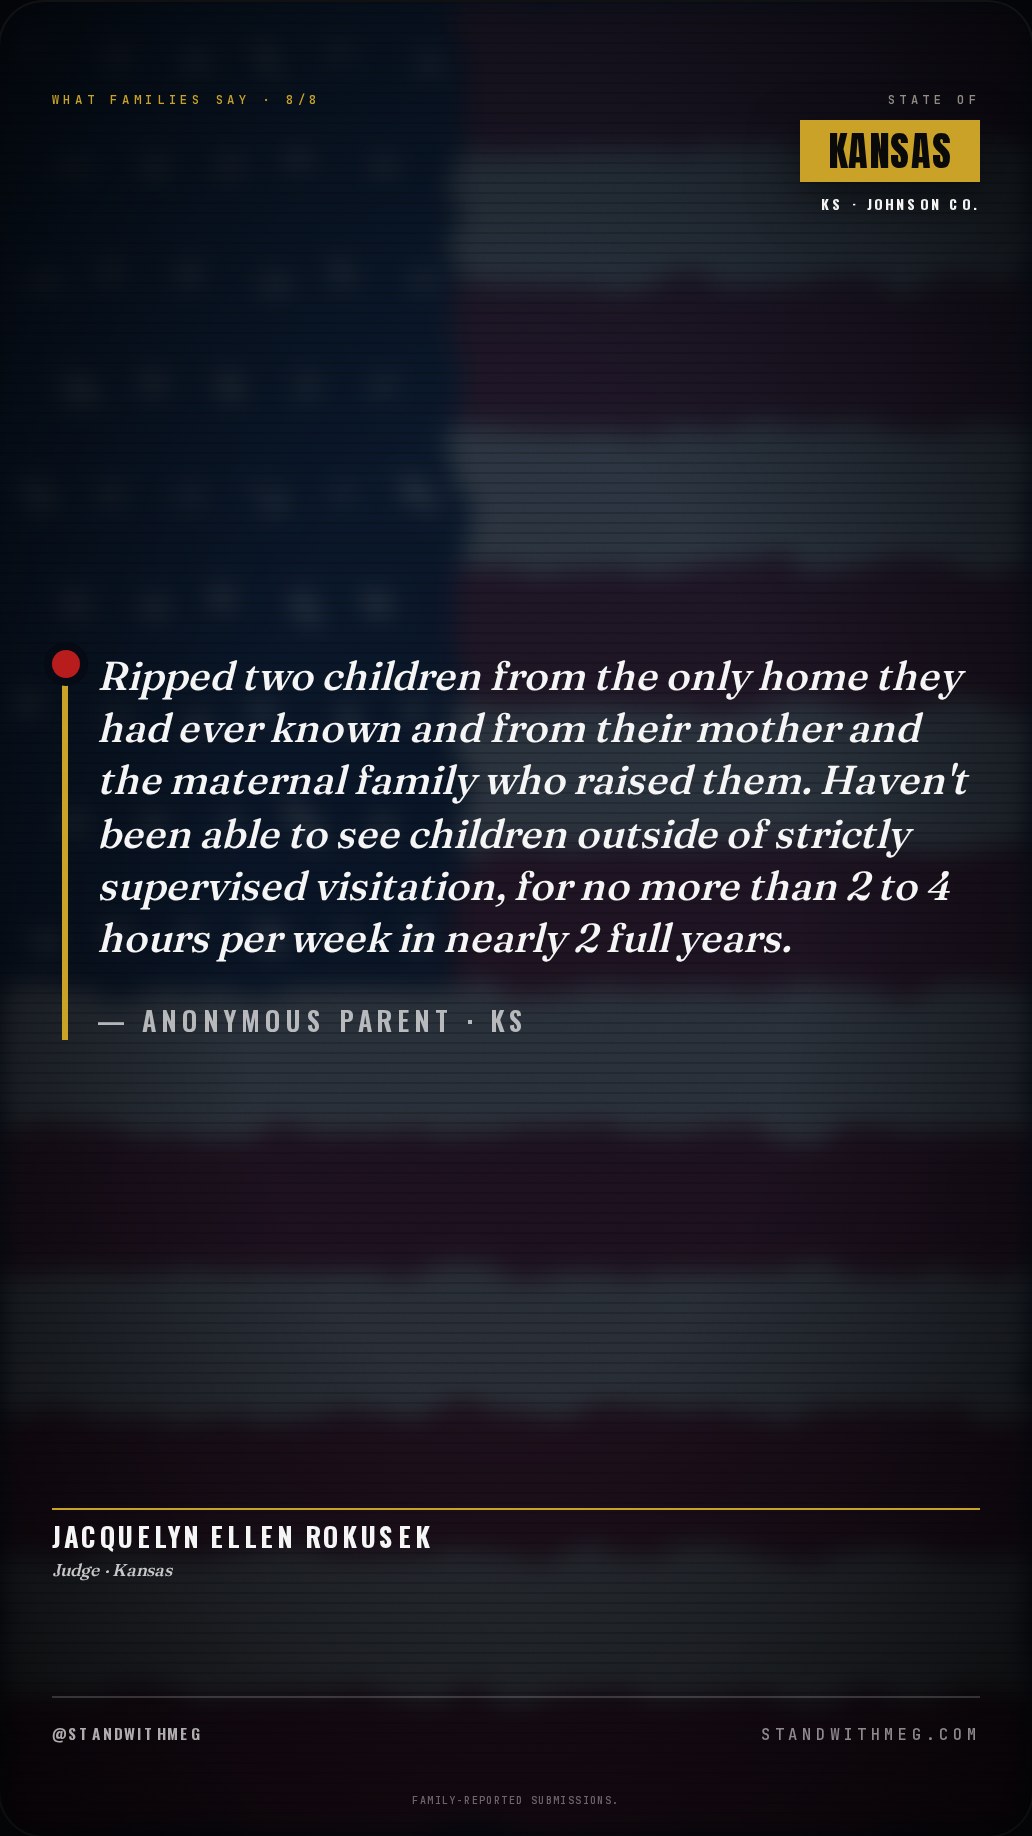 WHAT FAMILIES SAY · 8/8
STATE OF
KANSAS
KS · JOHNSON CO.
Ripped two children from the only home they
had ever known and from their mother and
the maternal family who raised them. Haven't
been able to see children outside of strictly
supervised visitation, for no more than 2 to 4
hours per week in nearly 2 full years.
— ANONYMOUS PARENT · KS
JACQUELYN ELLEN ROKUSEK
Judge · Kansas
@STANDWITHMEG
STANDWITHMEG.COM
FAMILY-REPORTED SUBMISSIONS.